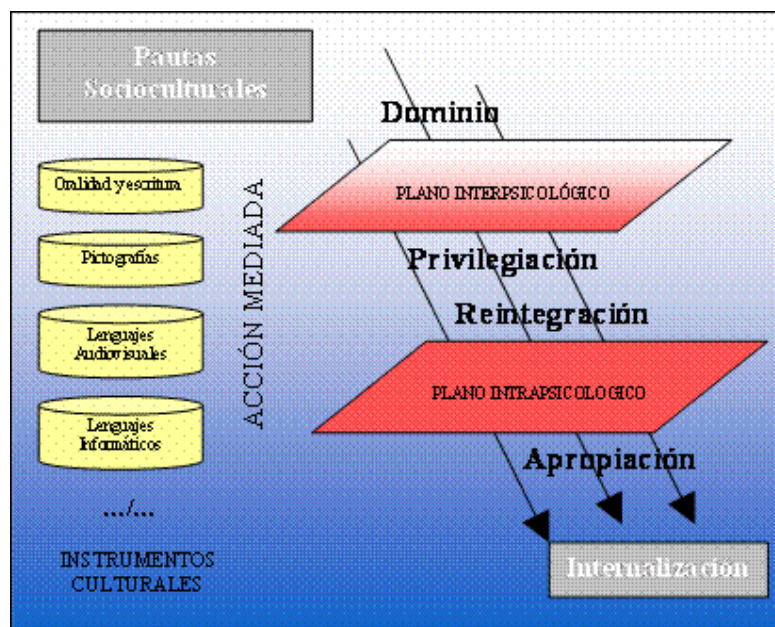 Pautas
Socioculturales
Oralidad y escritura
Pictografías
Lenguajes
Audiovisuales
Lenguajes
Informáticos
.../...
INSTRUMENTOS
CULTURALES
ACCIÓN MEDIADA
Dominio
PLANO INTERPSICOLÓGICO
Privilegiación
Reintegración
PLANO INTRAPSICOLOGICO
Apropiación
Internalización